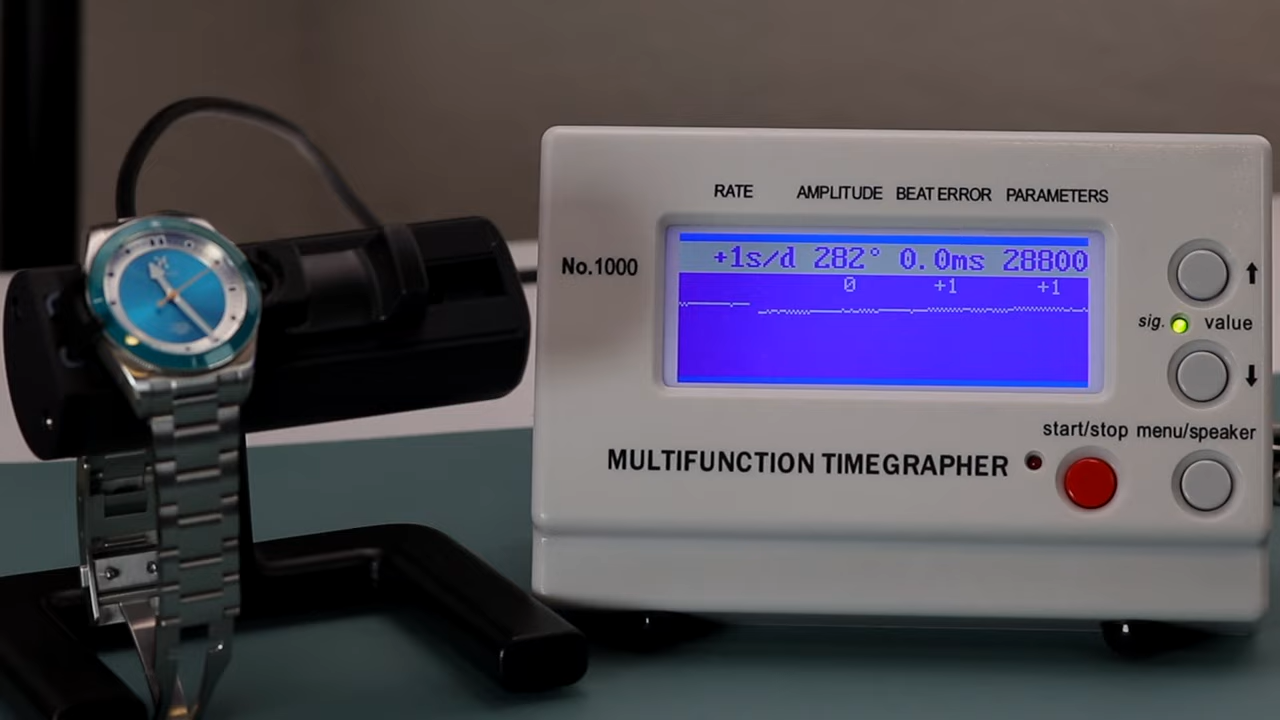 RATE AMPLITUDE BEAT ERROR PARAMETERS
No.1000
+1s/d 282° 0.0ms 28800
0 +1 +1
sig. value
start/stop menu/speaker
MULTIFUNCTION TIMEGRAPHER